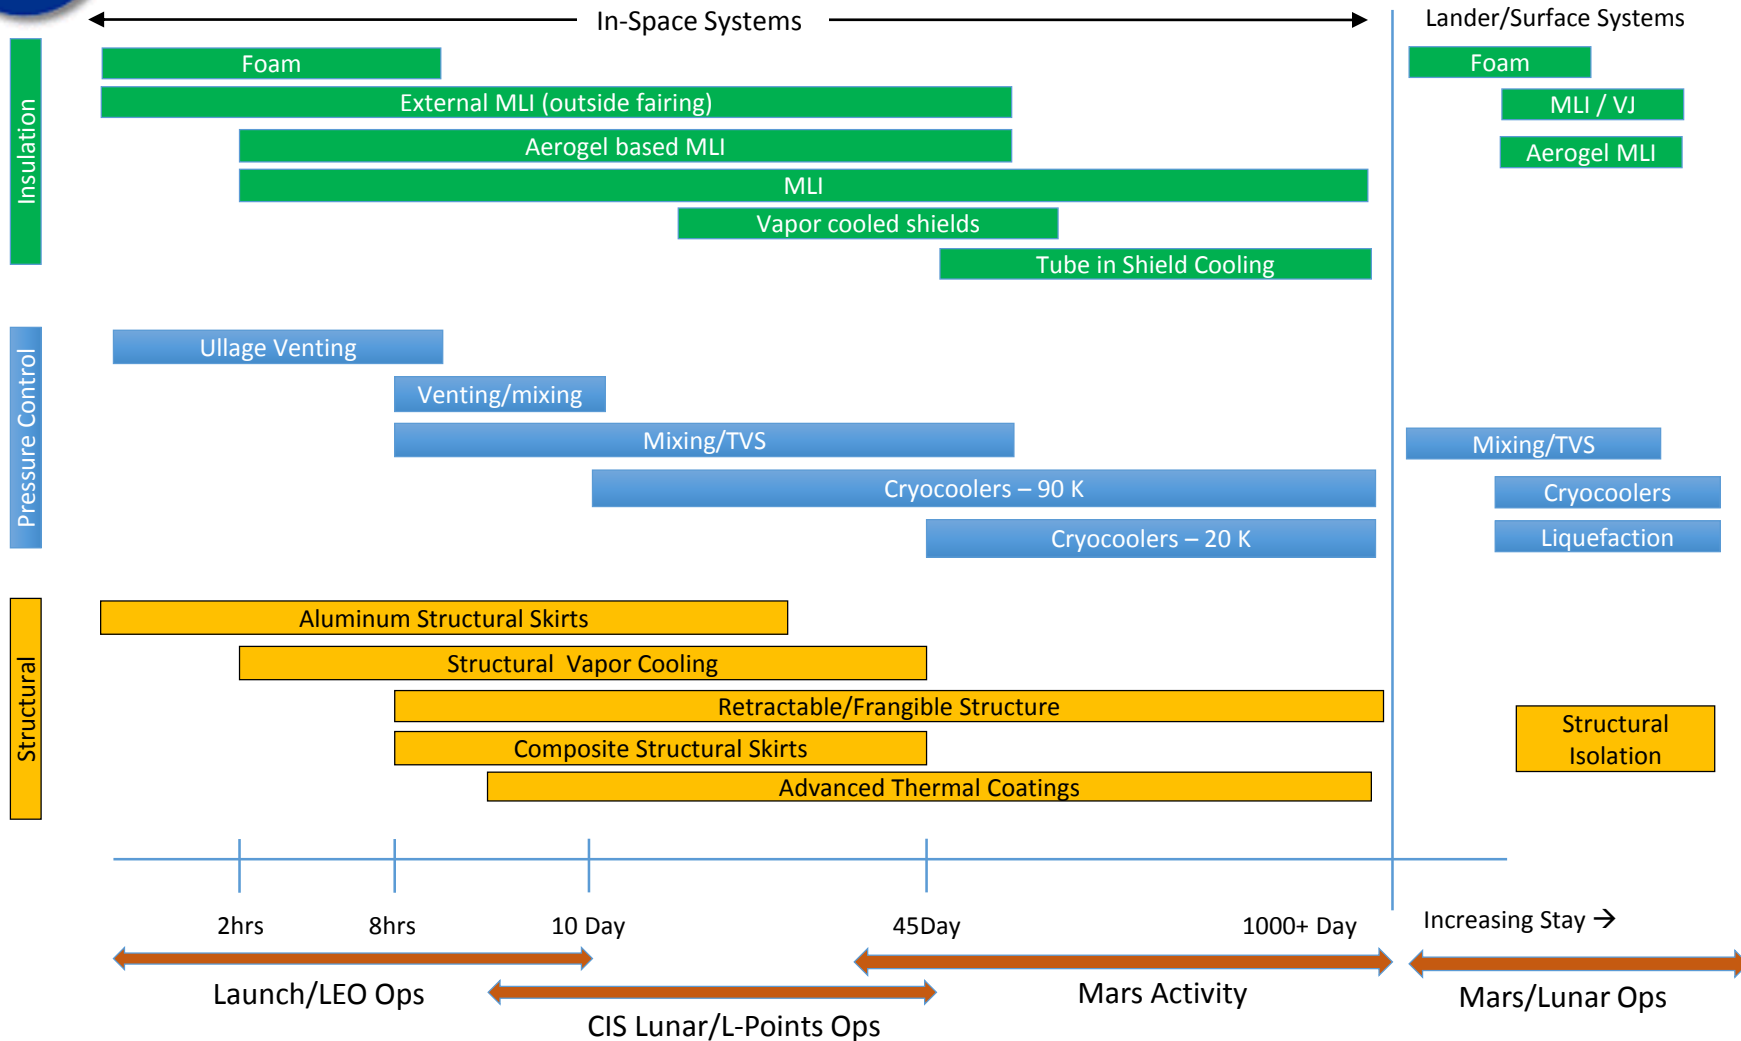 In-Space Systems
Lander/Surface Systems
Insulation
Foam
External MLI (outside fairing)
Aerogel based MLI
MLI
Vapor cooled shields
Tube in Shield Cooling
Foam
MLI / VJ
Aerogel MLI
Pressure Control
Ullage Venting
Venting/mixing
Mixing/TVS
Cryocoolers – 90 K
Cryocoolers – 20 K
Mixing/TVS
Cryocoolers
Liquefaction
Structural
Aluminum Structural Skirts
Structural Vapor Cooling
Retractable/Frangible Structure
Composite Structural Skirts
Advanced Thermal Coatings
Structural
Isolation
2hrs
8hrs
10 Day
45Day
1000+ Day
Increasing Stay →
Launch/LEO Ops
CIS Lunar/L-Points Ops
Mars Activity
Mars/Lunar Ops